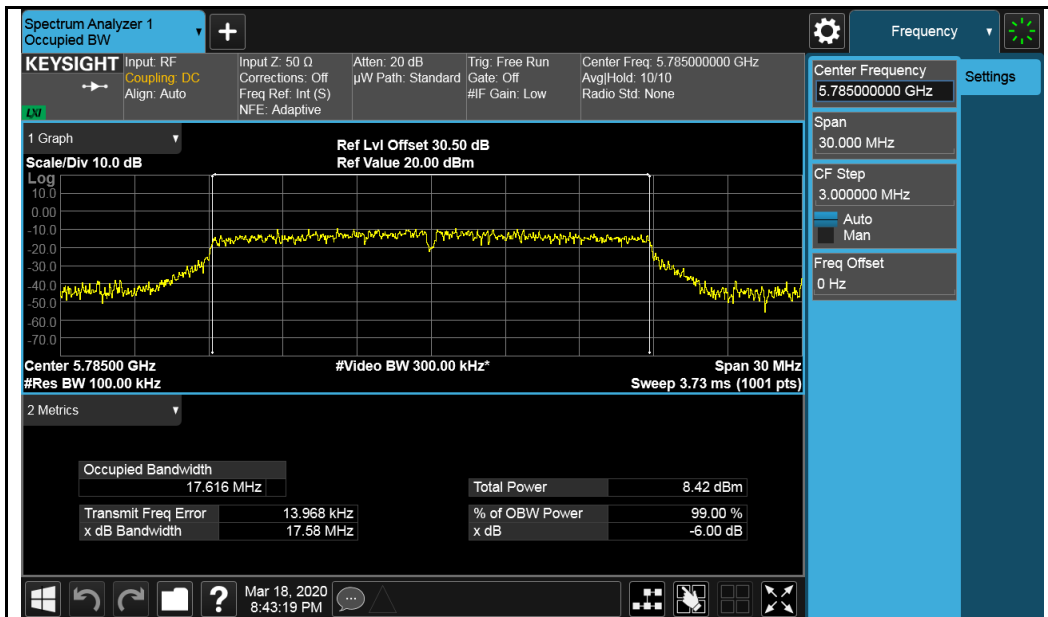 Spectrum Analyzer 1
Occupied BW
+
Frequency
KEYSIGHT
Input: RF
Coupling: DC
Align: Auto
LXI
Input Z: 50 Ω
Corrections: Off
Freq Ref: Int (S)
NFE: Adaptive
Atten: 20 dB
µW Path: Standard
Trig: Free Run
Gate: Off
#IF Gain: Low
Center Freq: 5.785000000 GHz
Avg|Hold: 10/10
Radio Std: None
Center Frequency
5.785000000 GHz
Settings
Span
30.000 MHz
CF Step
3.000000 MHz
Auto
Man
Freq Offset
0 Hz
1 Graph
Scale/Div 10.0 dB
Ref Lvl Offset 30.50 dB
Ref Value 20.00 dBm
Log
10.0
0.00
-10.0
-20.0
-30.0
-40.0
-50.0
-60.0
-70.0
Center 5.78500 GHz
#Video BW 300.00 kHz*
Span 30 MHz
#Res BW 100.00 kHz
Sweep 3.73 ms (1001 pts)
2 Metrics
Occupied Bandwidth
17.616 MHz
Total Power 8.42 dBm
Transmit Freq Error 13.968 kHz
% of OBW Power 99.00 %
x dB Bandwidth 17.58 MHz
x dB -6.00 dB
?
Mar 18, 2020
8:43:19 PM